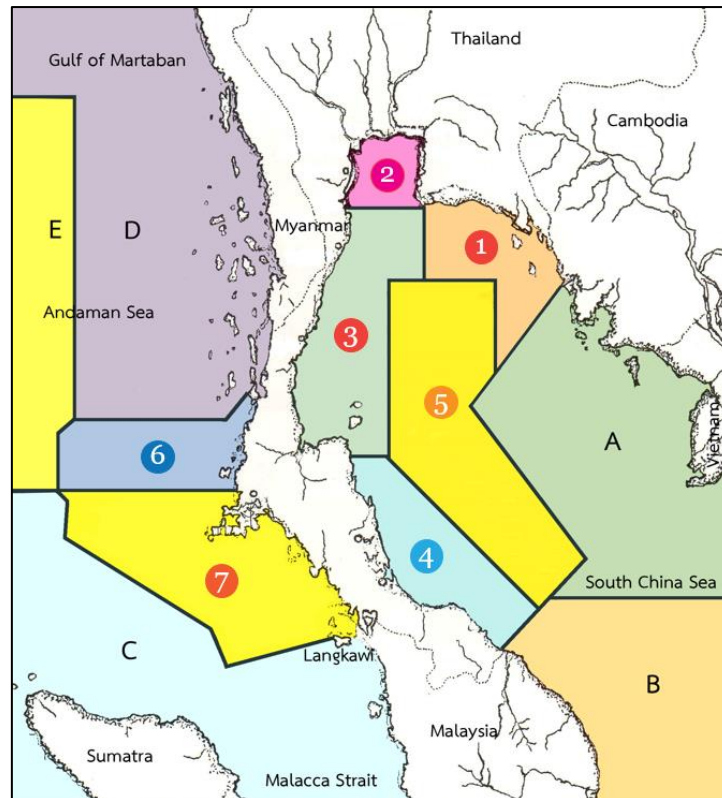 Thailand
Gulf of Martaban
Cambodia
2
Myanmar
E
D
1
Andaman Sea
3
5
A
Vietnam
6
4
7
South China Sea
C
Langkawi
B
Sumatra
Malaysia
Malacca Strait